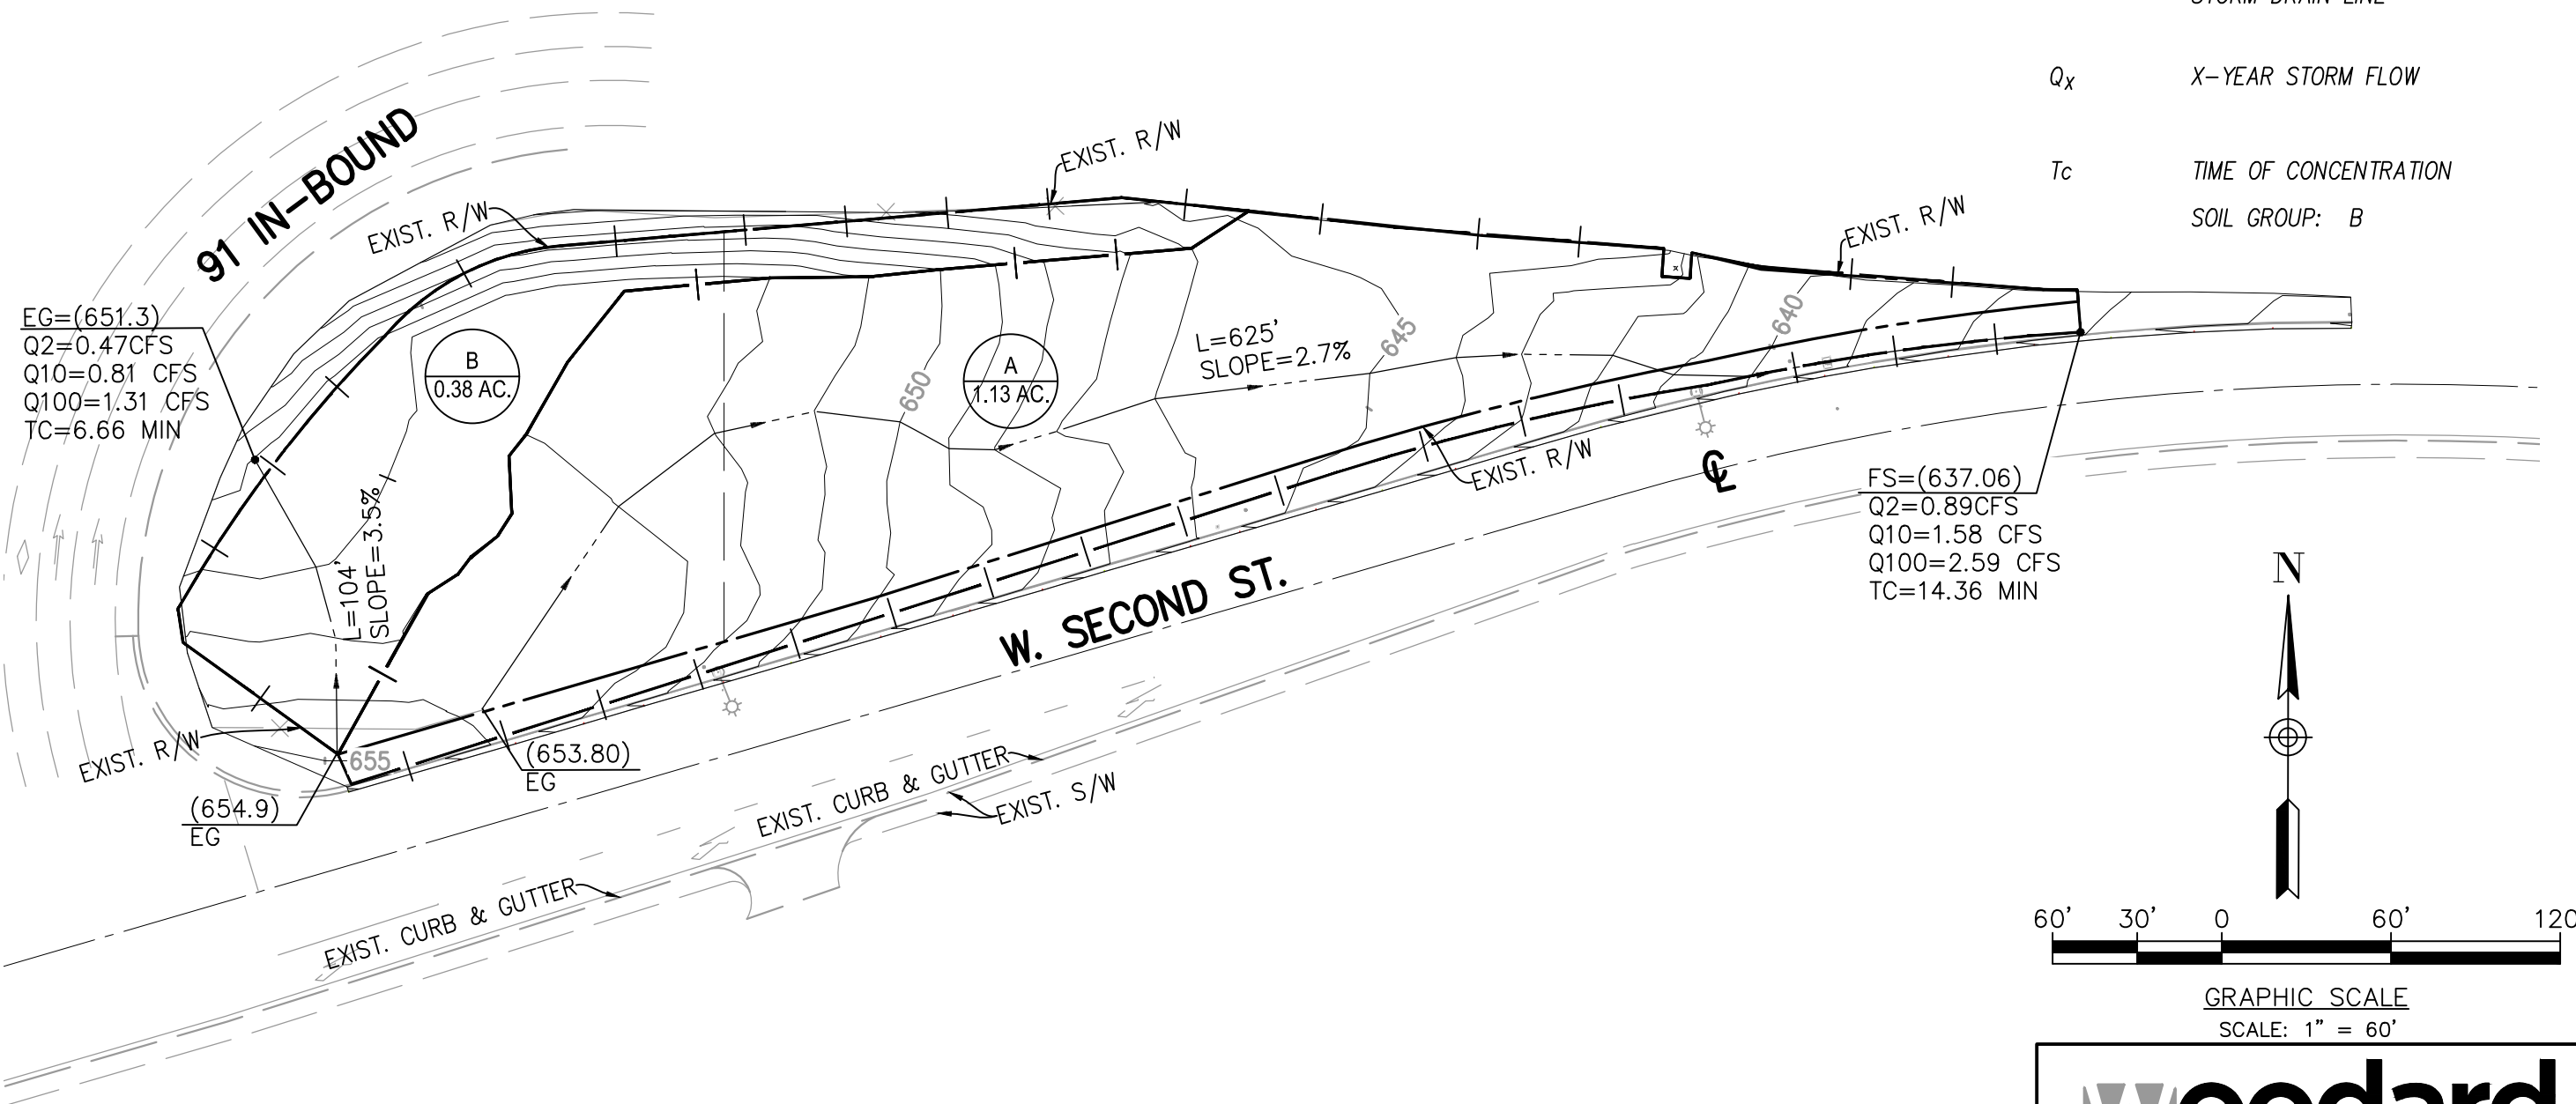 STORM DRAIN LINE
QX X-YEAR STORM FLOW
Tc TIME OF CONCENTRATION
SOIL GROUP: B
91 IN-BOUND
EXIST. R/W
EXIST. R/W
EXIST. R/W
EG=(651.3)
Q2=0.47CFS
Q10=0.81 CFS
Q100=1.31 CFS
TC=6.66 MIN
B
0.38 AC.
A
1.13 AC.
650
L=625'
SLOPE=2.7%
645
640
L=104'
SLOPE=3.5%
EXIST. R/W
℄
FS=(637.06)
Q2=0.89CFS
Q10=1.58 CFS
Q100=2.59 CFS
TC=14.36 MIN
W. SECOND ST.
N
EXIST. R/W
655
(653.80)
EG
(654.9)
EG
EXIST. CURB & GUTTER
EXIST. S/W
EXIST. CURB & GUTTER
60' 30' 0 60' 120
GRAPHIC SCALE
SCALE: 1" = 60'
Woodard